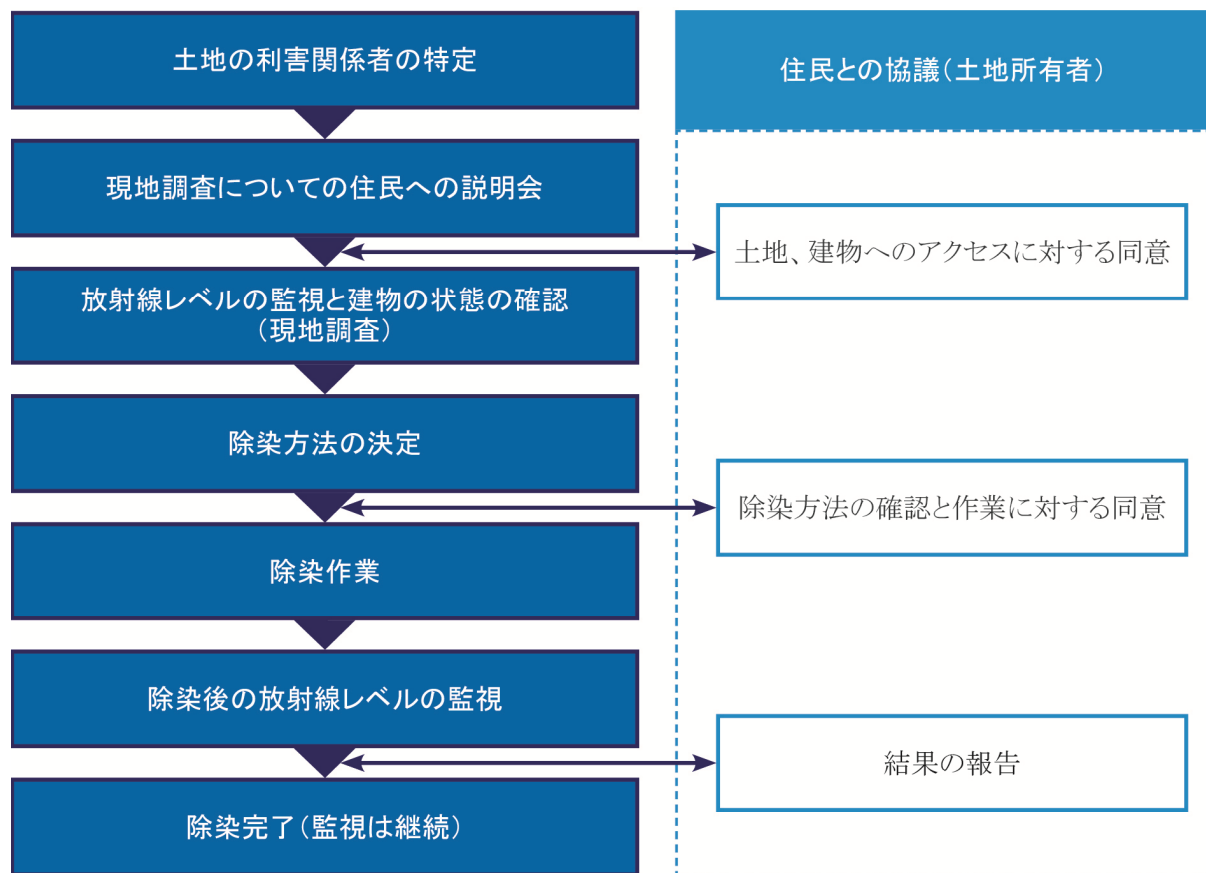 土地の利害関係者の特定
現地調査についての住民への説明会
放射線レベルの監視と建物の状態の確認
（現地調査）
除染方法の決定
除染作業
除染後の放射線レベルの監視
除染完了（監視は継続）
住民との協議（土地所有者）
土地、建物へのアクセスに対する同意
除染方法の確認と作業に対する同意
結果の報告